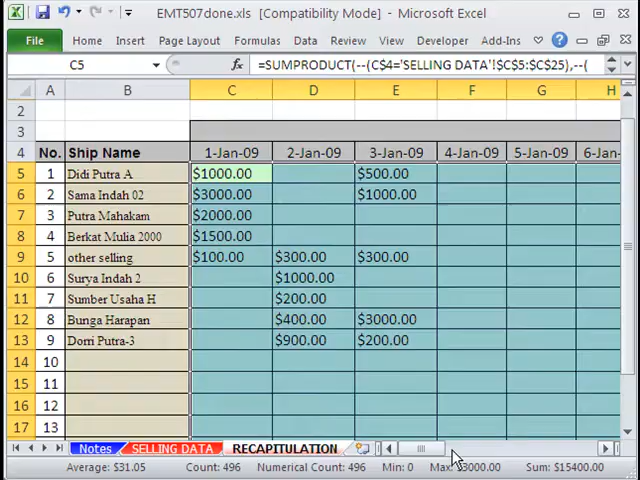 EMT507done.xls [Compatibility Mode] - Microsoft Excel
File Home Insert Page Layout Formulas Data Review View Developer Add-Ins
C5 fx =SUMPRODUCT(--(C$4='SELLING DATA'!$C$5:$C$25),--(
A B C D E F G H
2
3
4 No. Ship Name 1-Jan-09 2-Jan-09 3-Jan-09 4-Jan-09 5-Jan-09 6-Jan-
5 1 Didi Putra A $1000.00 $500.00
6 2 Sama Indah 02 $3000.00 $1000.00
7 3 Putra Mahakam $2000.00
8 4 Berkat Mulia 2000 $1500.00
9 5 other selling $100.00 $300.00 $300.00
10 6 Surya Indah 2 $1000.00
11 7 Sumber Usaha H $200.00
12 8 Bunga Harapan $400.00 $3000.00
13 9 Dorri Putra-3 $900.00 $200.00
14 10
15 11
16 12
17 13
Notes SELLING DATA RECAPITULATION
Average: $31.05 Count: 496 Numerical Count: 496 Min: 0 Max: $3000.00 Sum: $15400.00